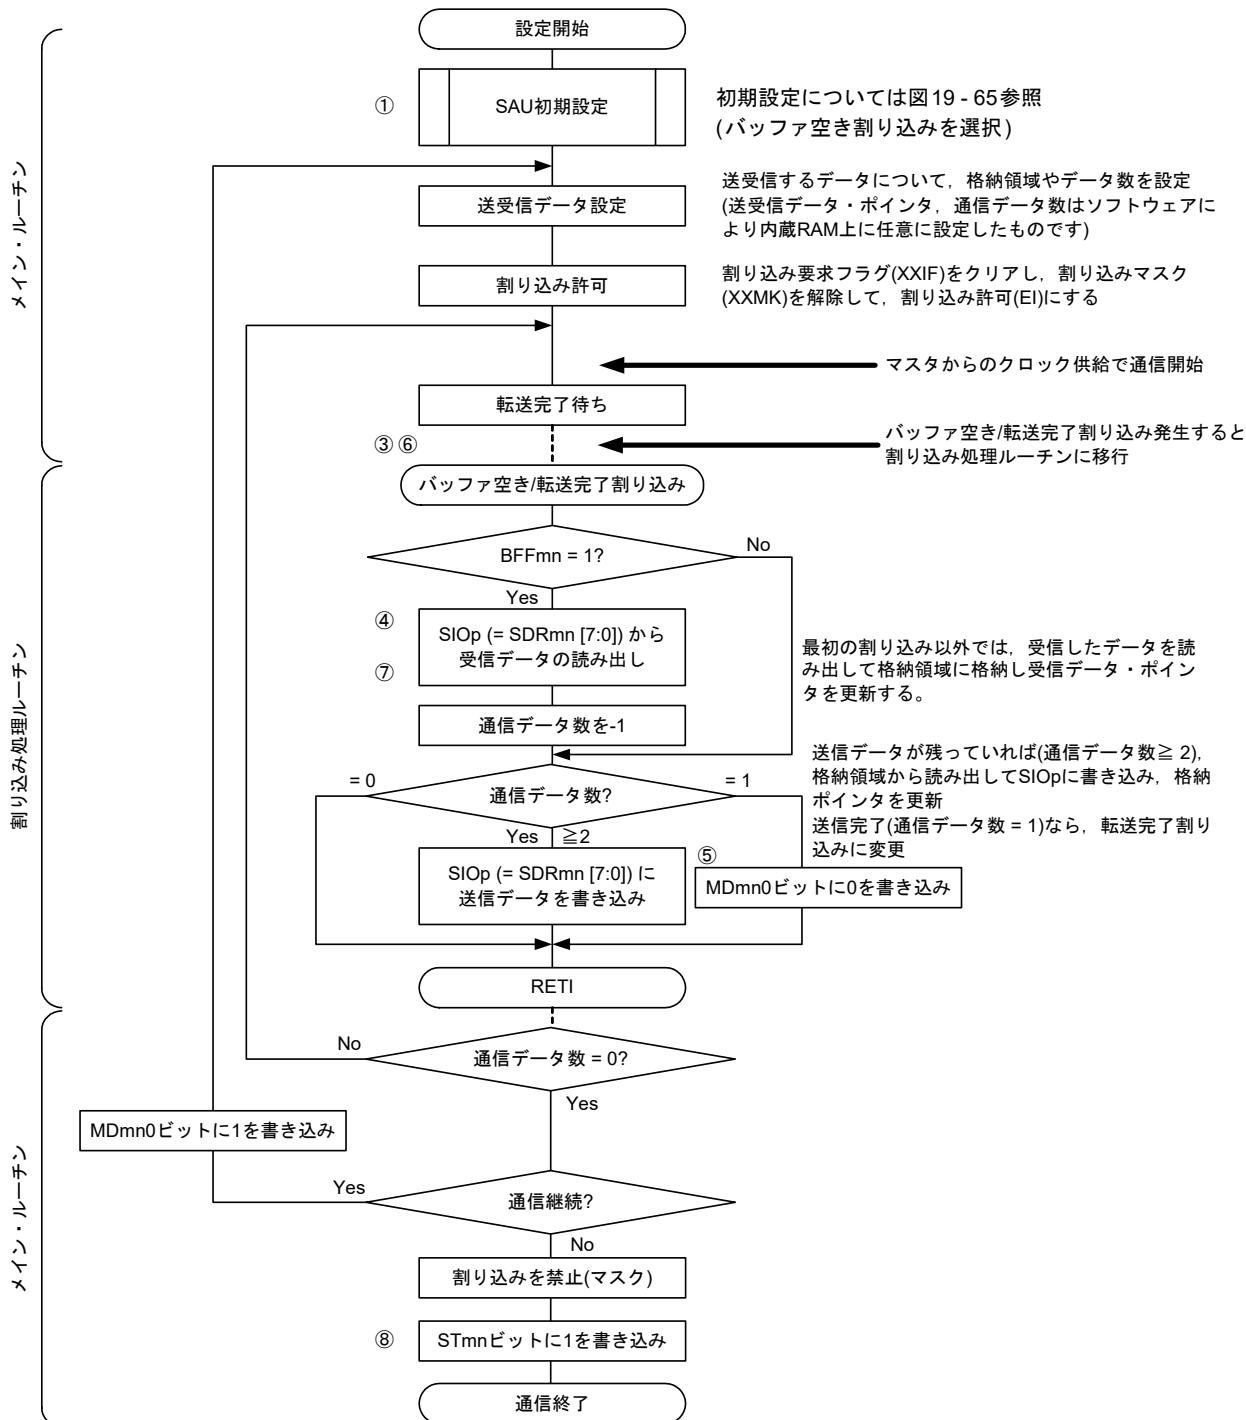 設定開始
①
SAU初期設定
初期設定については図19 - 65参照
(バッファ空き割り込みを選択)
メイン・ルーチン
送受信データ設定
送受信するデータについて，格納領域やデータ数を設定
(送受信データ・ポインタ，通信データ数はソフトウェアに
より内蔵RAM上に任意に設定したものです)
割り込み許可
割り込み要求フラグ(XXIF)をクリアし，割り込みマスク
(XXMK)を解除して，割り込み許可(EI)にする
マスタからのクロック供給で通信開始
転送完了待ち
③ ⑥
バッファ空き/転送完了割り込み発生すると
割り込み処理ルーチンに移行
バッファ空き/転送完了割り込み
BFFmn = 1?
No
Yes
④
SIOp (= SDRmn [7:0]) から
受信データの読み出し
⑦
最初の割り込み以外では，受信したデータを読
み出して格納領域に格納し受信データ・ポイン
タを更新する。
割り込み処理ルーチン
通信データ数を-1
= 0
通信データ数?
= 1
送信データが残っていれば(通信データ数≧ 2)，
格納領域から読み出してSIOpに書き込み，格納
ポインタを更新
送信完了(通信データ数 = 1)なら，転送完了割り
込みに変更
Yes ≧2
⑤
SIOp (= SDRmn [7:0]) に
送信データを書き込み
MDmn0ビットに0を書き込み
RETI
No
通信データ数 = 0?
Yes
MDmn0ビットに1を書き込み
メイン・ルーチン
Yes
通信継続?
No
割り込みを禁止(マスク)
⑧
STmnビットに1を書き込み
通信終了